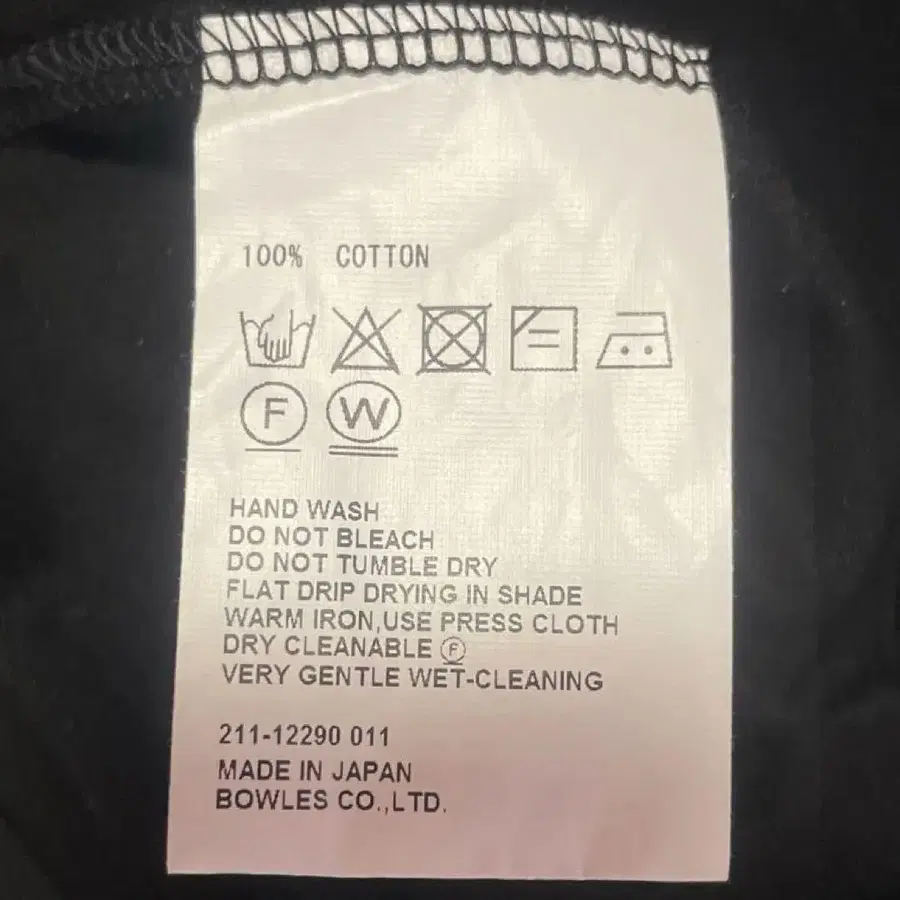 100% COTTON
F W
HAND WASH
DO NOT BLEACH
DO NOT TUMBLE DRY
FLAT DRIP DRYING IN SHADE
WARM IRON,USE PRESS CLOTH
DRY CLEANABLE Ⓕ
VERY GENTLE WET-CLEANING
211-12290 011
MADE IN JAPAN
BOWLES CO.,LTD.